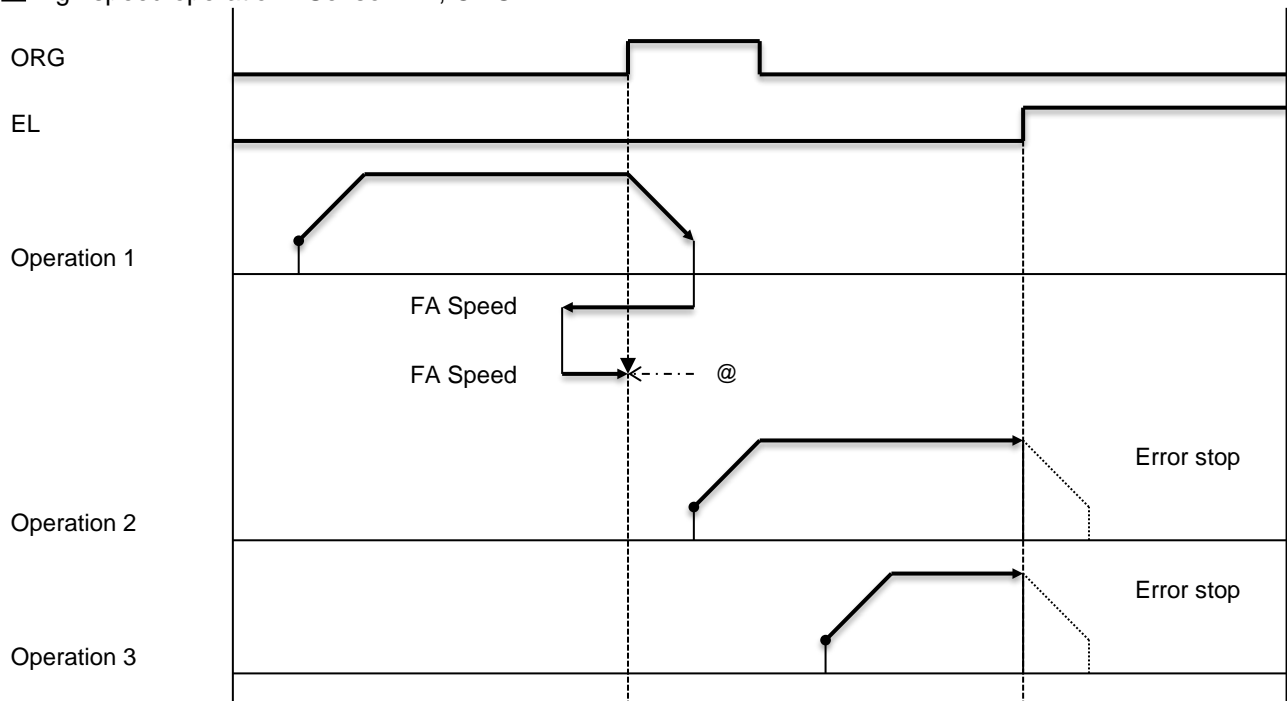 ORG
EL
Operation 1
FA Speed
FA Speed
@
Error stop
Operation 2
Error stop
Operation 3